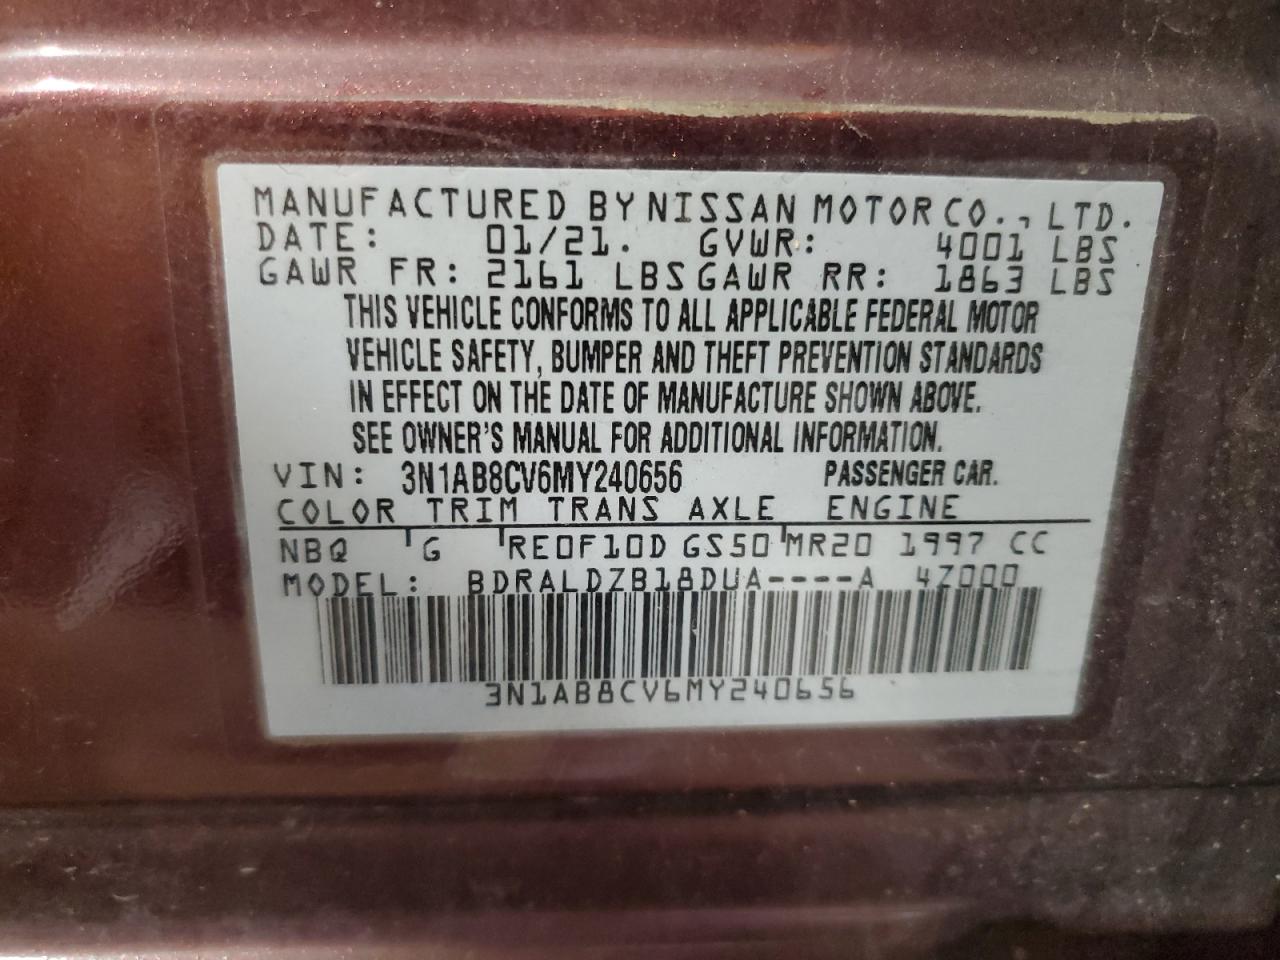 MANUFACTURED BY NISSAN MOTOR CO., LTD.
DATE: 01/21. GVWR: 4001 LBS
GAWR FR: 2161 LBS GAWR RR: 1863 LBS
THIS VEHICLE CONFORMS TO ALL APPLICABLE FEDERAL MOTOR
VEHICLE SAFETY, BUMPER AND THEFT PREVENTION STANDARDS
IN EFFECT ON THE DATE OF MANUFACTURE SHOWN ABOVE.
SEE OWNER'S MANUAL FOR ADDITIONAL INFORMATION.
VIN: 3N1AB8CV6MY240656 PASSENGER CAR.
COLOR TRIM TRANS AXLE ENGINE
NBQ G RE0F10D GS50 MR20 1997 CC
MODEL: BDRALDZB18DUA----A 4Z000
3N1AB8CV6MY240656